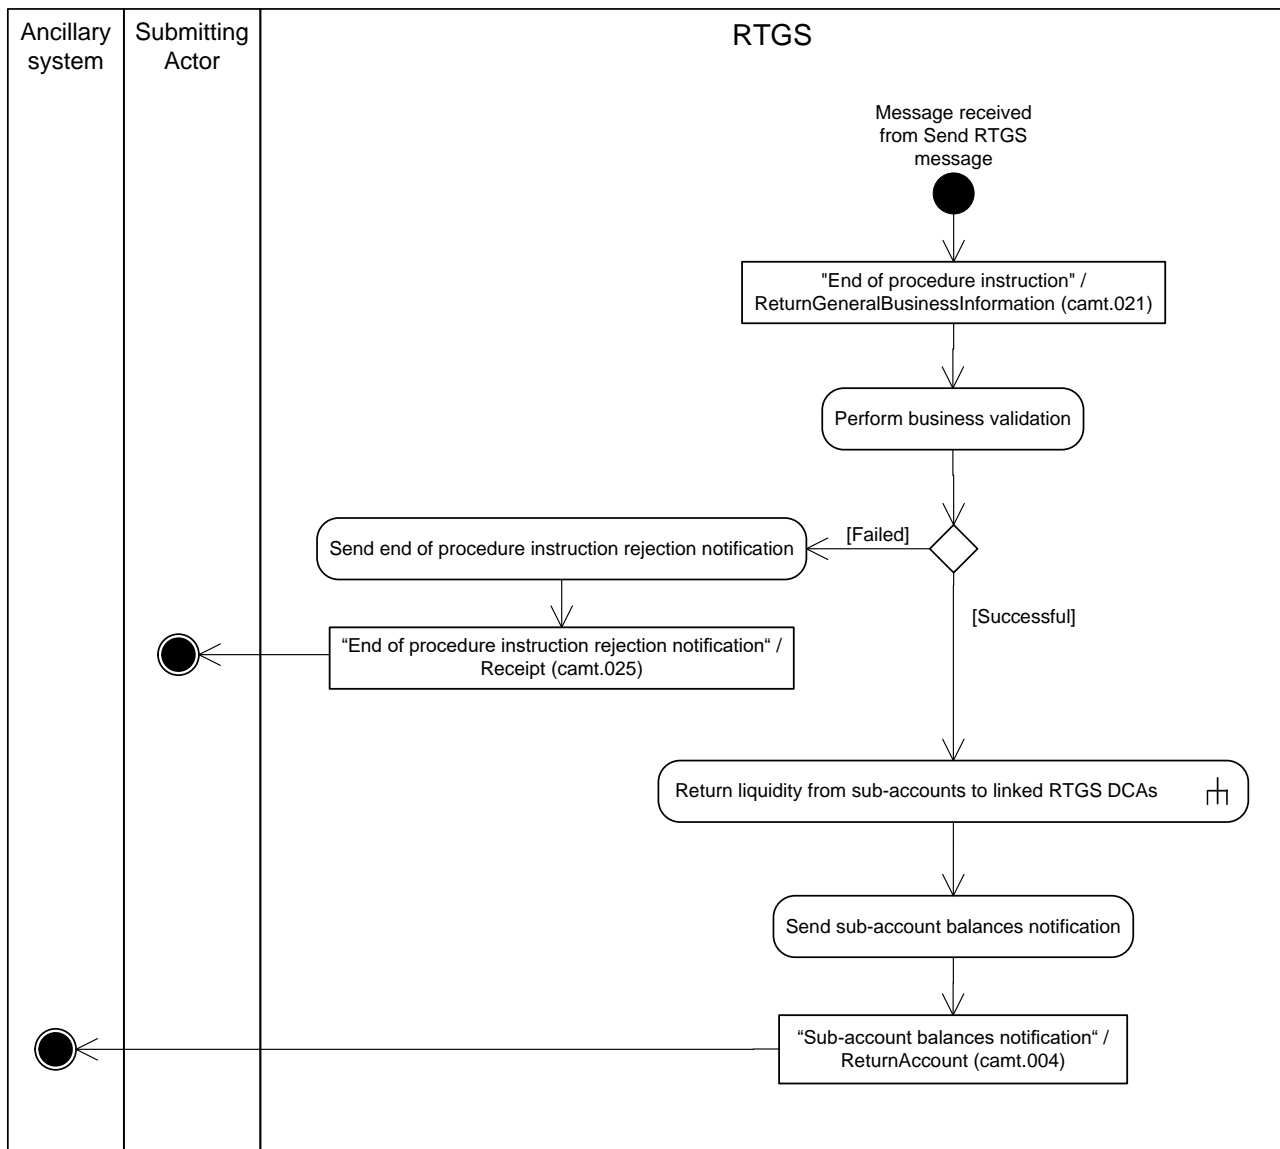 Ancillary
system
Submitting
Actor
RTGS
Message received
from Send RTGS
message
"End of procedure instruction" /
ReturnGeneralBusinessInformation (camt.021)
Perform business validation
[Failed]
Send end of procedure instruction rejection notification
[Successful]
“End of procedure instruction rejection notification“ /
Receipt (camt.025)
Return liquidity from sub-accounts to linked RTGS DCAs
Send sub-account balances notification
“Sub-account balances notification“ /
ReturnAccount (camt.004)